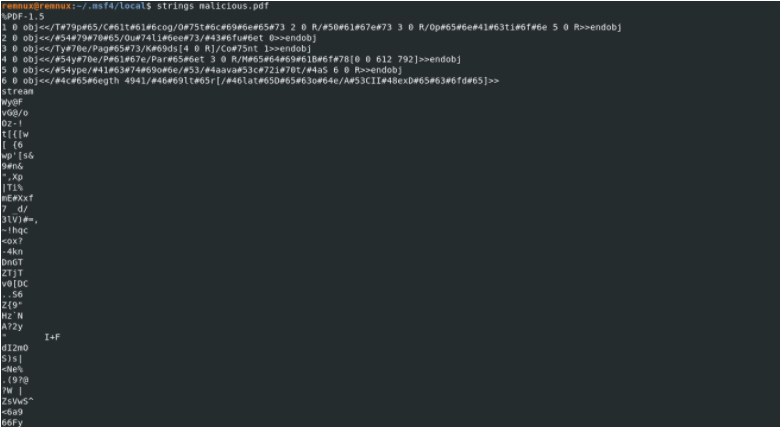 remnux@remnux:~/.msf4/local$ strings malicious.pdf
%PDF-1.5
1 0 obj<</T#79p#65/C#61t#61#6cog/O#75t#6c#69#6e#65#73 2 0 R/#50#61#67e#73 3 0 R/Op#65#6e#41#63ti#6f#6e 5 0 R>>endobj
2 0 obj<</#54#79#70#65/Ou#74li#6ee#73/#43#6fu#6et 0>>endobj
3 0 obj<</Ty#70e/Pag#65#73/K#69ds[4 0 R]/Co#75nt 1>>endobj
4 0 obj<</#54y#70e/P#61#67e/Par#65#6et 3 0 R/M#65#64#69#61B#6f#78[0 0 612 792]>>endobj
5 0 obj<</#54ype/#41#63#74#69o#6e/#53/#4aava#53c#72i#70t/#4aS 6 0 R>>endobj
6 0 obj<</#4c#65#6egth 4941/#46#69lt#65r[/#46lat#65D#65#63o#64e/A#53CII#48exD#65#63#6fd#65]>>
stream
Wy@F
vG@/o
0z-!
t[{[w
[ {6
wp'[s&
9#n&
",Xp
|Ti%
mE#Xxf
7 _d/
3lV)#=,
~!hqc
<ox?
-4kn
DnGT
ZTjT
v0[DC
..S6
Z{9"
Hz`N
A?2y
" I+F
dI2mO
S)s|
<Ne%
.(9?@
?W |
ZsVwS^
<6a9
66Fy